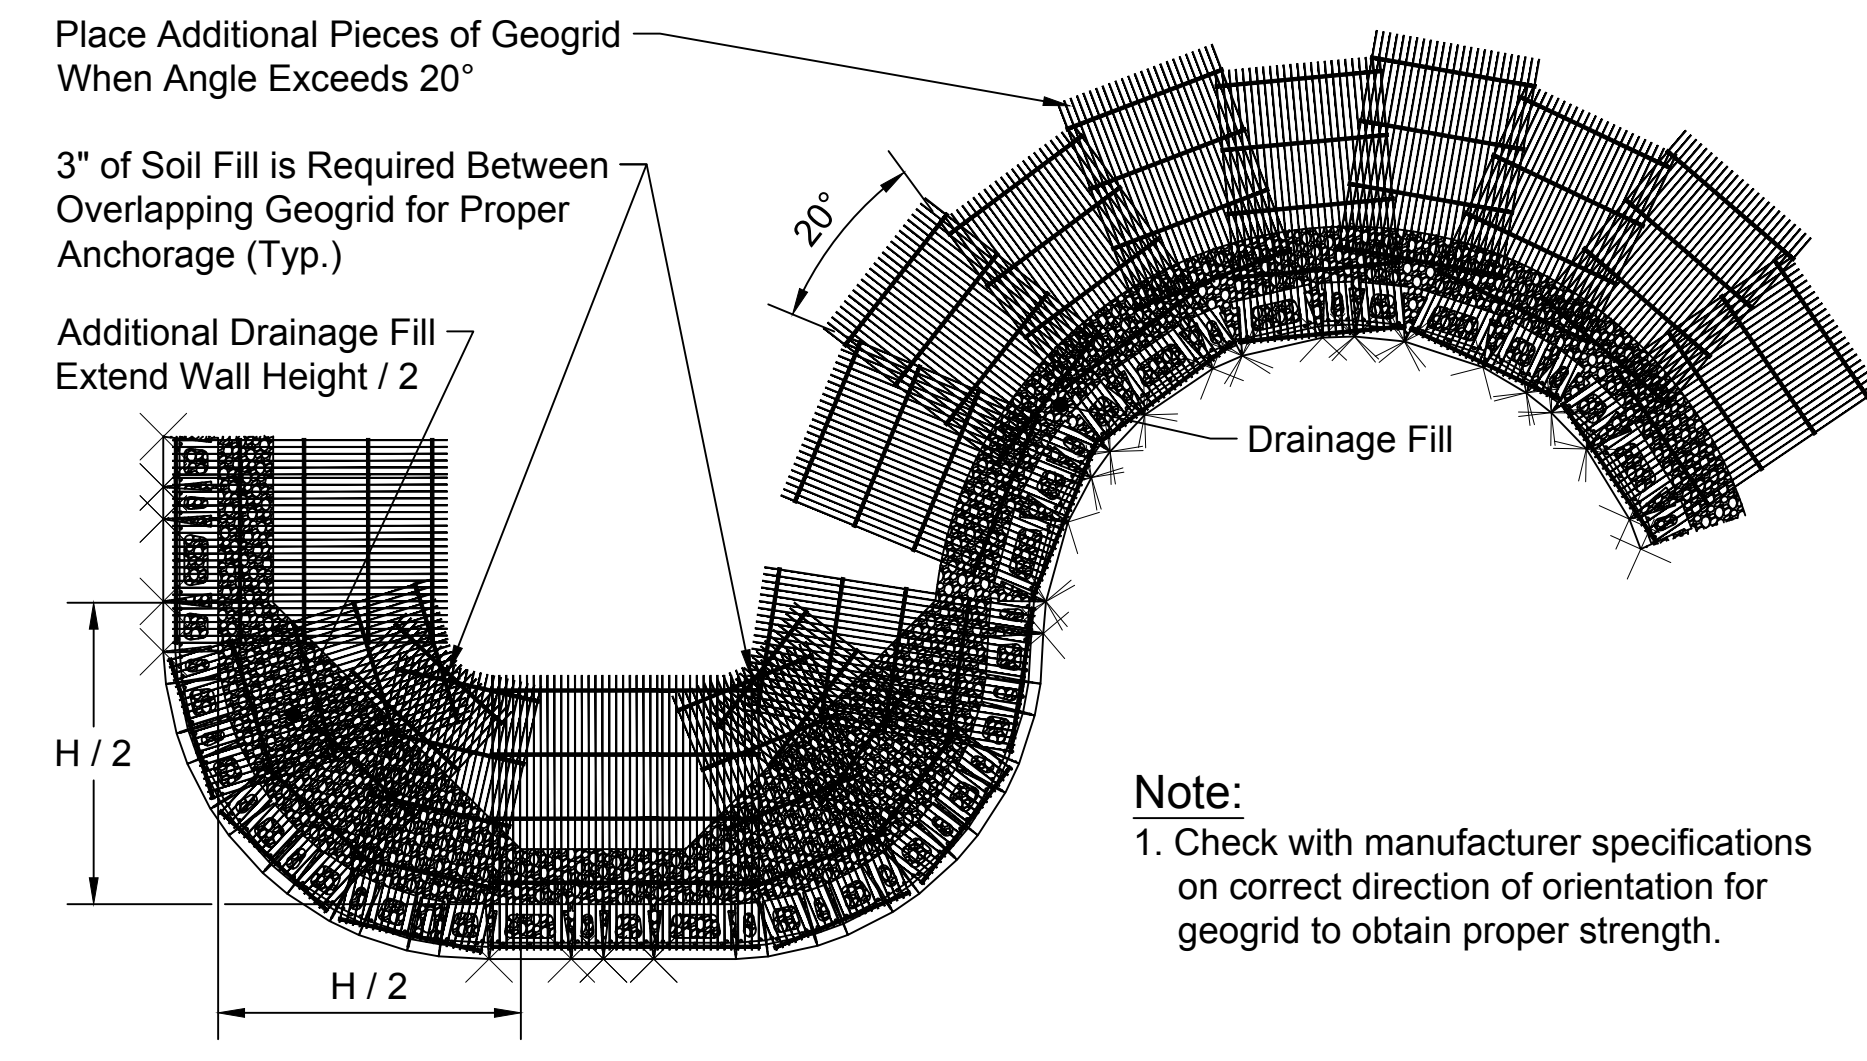 Place Additional Pieces of Geogrid
When Angle Exceeds 20°
3" of Soil Fill is Required Between
Overlapping Geogrid for Proper
Anchorage (Typ.)
Additional Drainage Fill
Extend Wall Height / 2
20°
Drainage Fill
H / 2
H / 2
Note:
1. Check with manufacturer specifications
on correct direction of orientation for
geogrid to obtain proper strength.